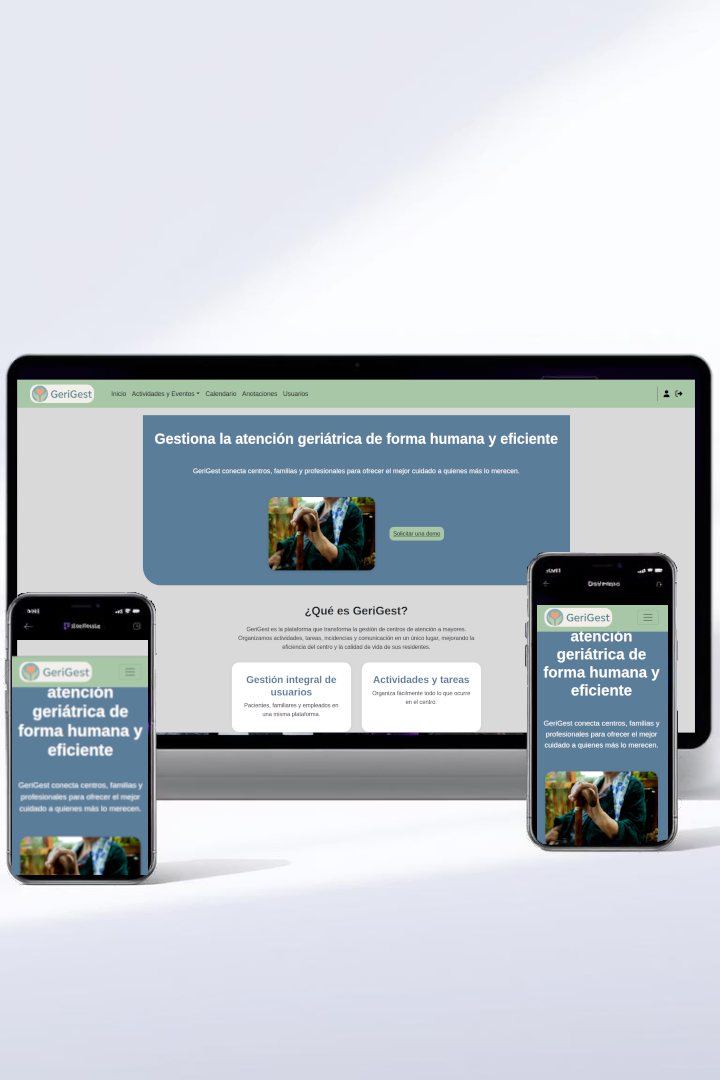 GeriGest
Inicio Actividades y Eventos Calendario Anotaciones Usuarios
Gestiona la atención geriátrica de forma humana y eficiente
GeriGest conecta centros, familias y profesionales para ofrecer el mejor cuidado a quienes más lo merecen.
Solicitar una demo
¿Qué es GeriGest?
GeriGest es la plataforma que transforma la gestión de centros de atención a mayores.
Organizamos actividades, tareas, incidencias y comunicación en un único lugar, mejorando la
eficiencia del centro y la calidad de vida de sus residentes.
Gestión integral de
usuarios
Pacientes, familiares y empleados en
una misma plataforma.
Actividades y tareas
Organiza fácilmente todo lo que ocurre
en el centro.
GeriGest
atención
geriátrica de
forma humana y
eficiente
GeriGest conecta centros, familias y
profesionales para ofrecer el mejor
cuidado a quienes más lo merecen.
GeriGest
atención
geriátrica de
forma humana y
eficiente
GeriGest conecta centros, familias y
profesionales para ofrecer el mejor
cuidado a quienes más lo merecen.